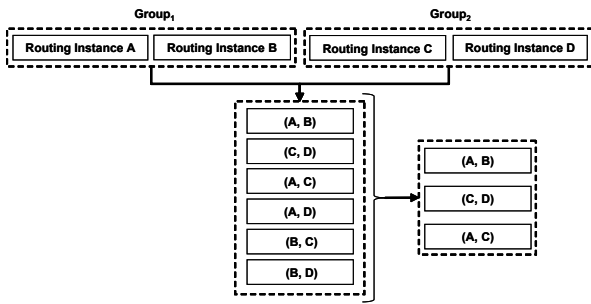 Group₁ Group₂
Routing Instance A Routing Instance B Routing Instance C Routing Instance D
(A, B)
(C, D)
(A, C)
(A, D)
(B, C)
(B, D)
(A, B)
(C, D)
(A, C)